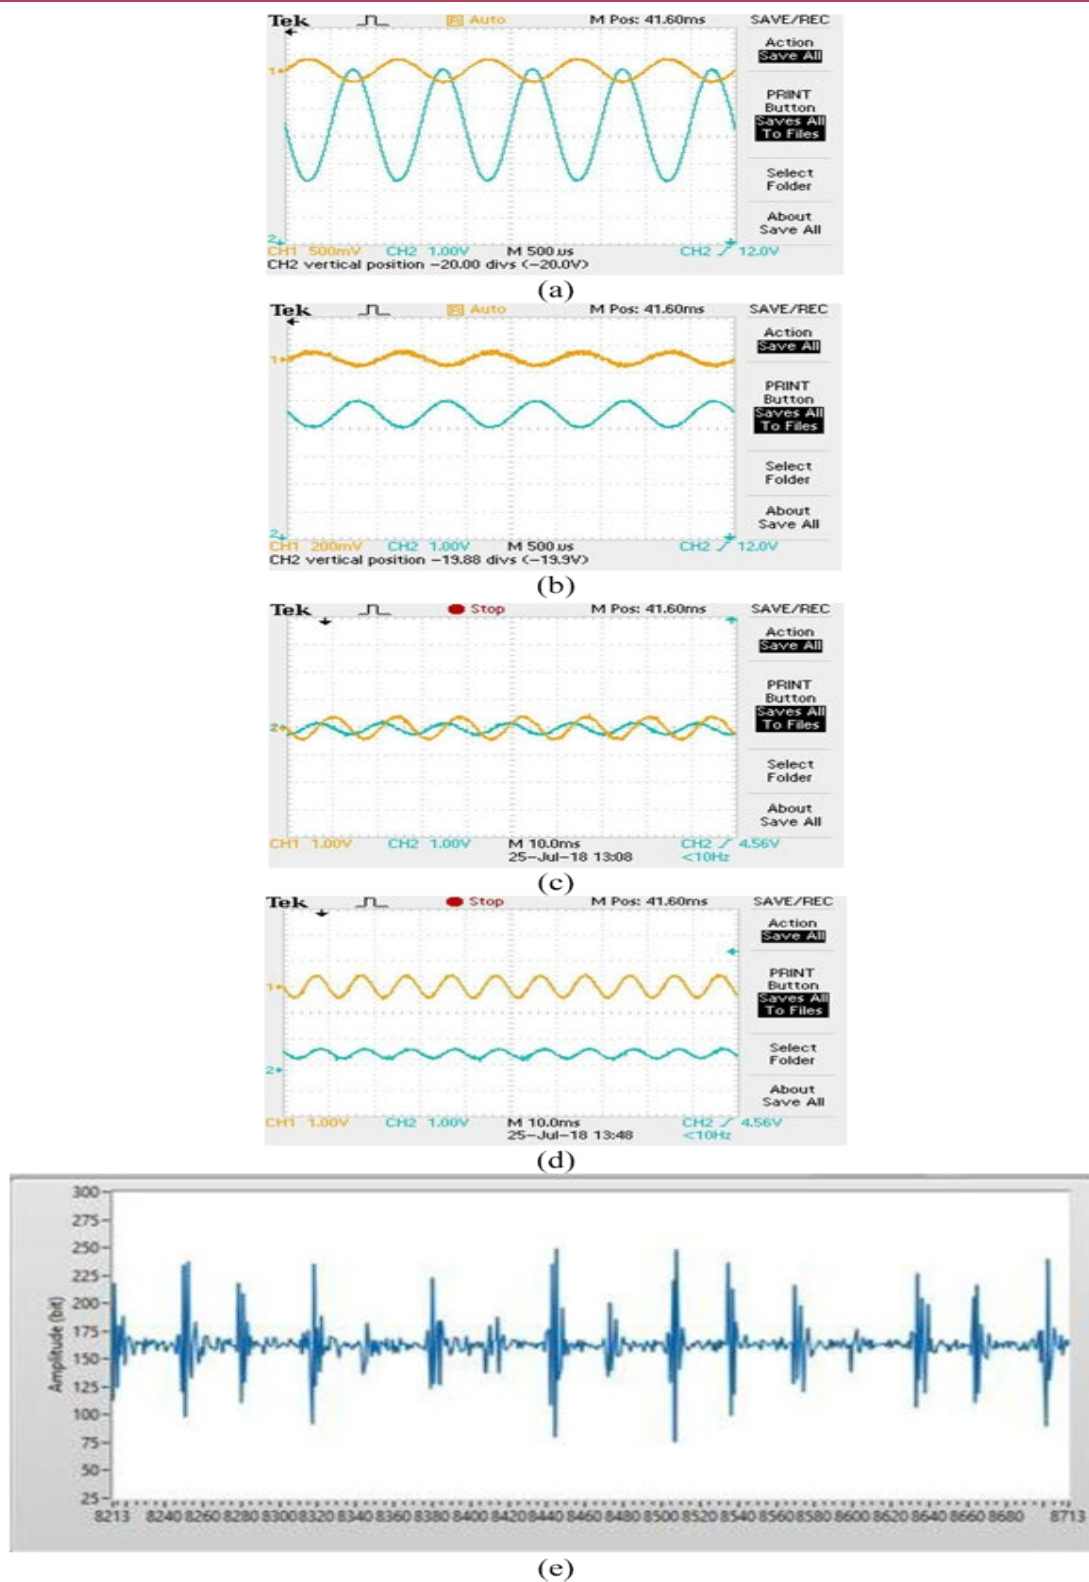 Tek Auto M Pos: 41.60ms SAVE/REC
Action
Save All
1
PRINT
Button
Saves All
To Files
Select
Folder
About
Save All
2
CH1 500mV CH2 1.00V M 500us CH2 12.0V
CH2 vertical position -20.00 divs (-20.0V)
(a)
Tek Auto M Pos: 41.60ms SAVE/REC
Action
Save All
1
PRINT
Button
Saves All
To Files
Select
Folder
About
Save All
2
CH1 200mV CH2 1.00V M 500us CH2 12.0V
CH2 vertical position -19.88 divs (-19.9V)
(b)
Tek Stop M Pos: 41.60ms SAVE/REC
Action
Save All
PRINT
Button
Saves All
To Files
2
Select
Folder
About
Save All
CH1 1.00V CH2 1.00V M 10.0ms CH2 4.56V
25-Jul-18 13:08 <10Hz
(c)
Tek Stop M Pos: 41.60ms SAVE/REC
Action
Save All
PRINT
1
Button
Saves All
To Files
Select
Folder
2
About
Save All
CH1 1.00V CH2 1.00V M 10.0ms CH2 4.56V
25-Jul-18 13:48 <10Hz
(d)
300
275
250
225
200
175
150
125
100
75
50
25
Amplitude (bit)
8213 8240 8260 8280 8300 8320 8340 8360 8380 8400 8420 8440 8460 8480 8500 8520 8540 8560 8580 8600 8620 8640 8660 8680 8713
(e)